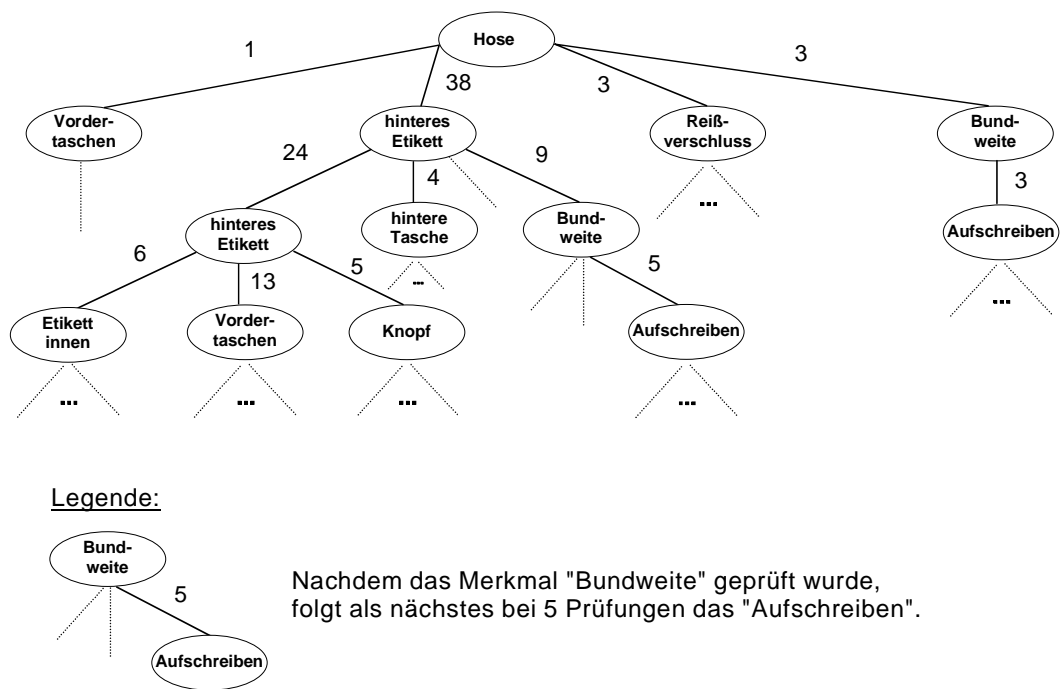 Hose
1
38
3
3
Vorder-
taschen
hinteres
Etikett
Reiß-
verschluss
Bund-
weite
24
4
9
...
3
hinteres
Etikett
hintere
Tasche
Bund-
weite
Aufschreiben
6
13
5
...
5
...
Etikett
innen
Vorder-
taschen
Knopf
Aufschreiben
...
...
...
...
Legende:
Bund-
weite
5
Aufschreiben
Nachdem das Merkmal "Bundweite" geprüft wurde,
folgt als nächstes bei 5 Prüfungen das "Aufschreiben".